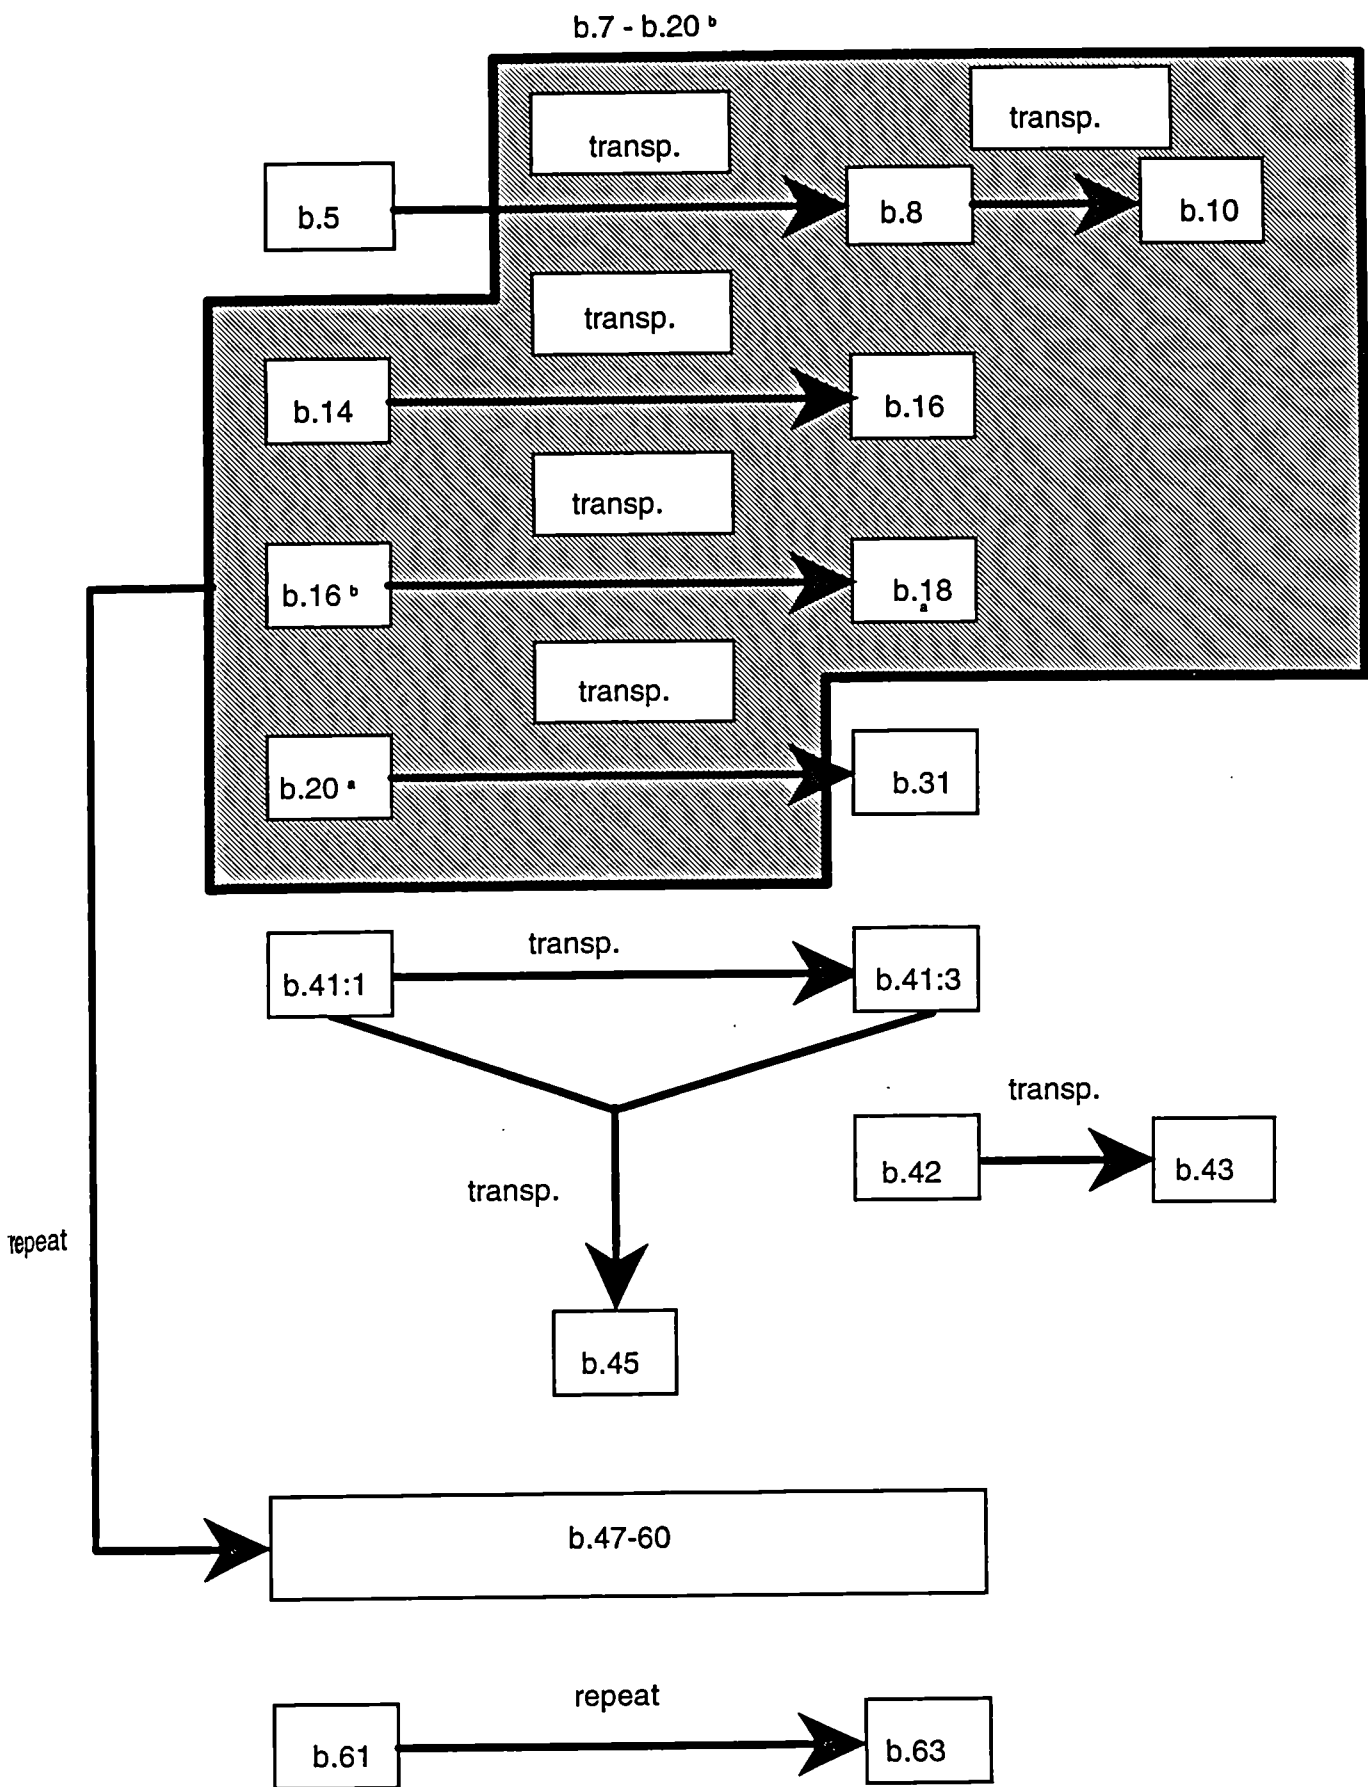 b.7 - b.20 b
transp.
transp.
b.5
b.8
b.10
transp.
b.14
b.16
transp.
b.16 b
b.18
a
transp.
b.20 a
b.31
b.41:1
transp.
b.41:3
transp.
b.42
b.43
transp.
repeat
b.45
b.47-60
repeat
b.61
b.63